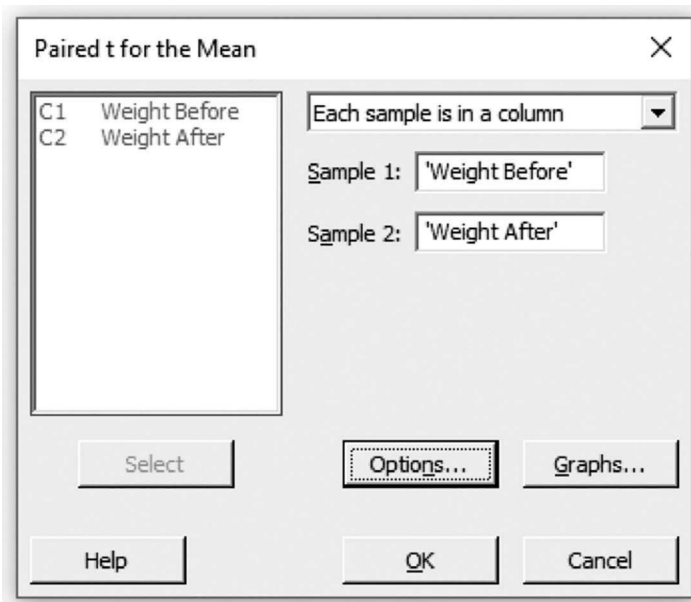 Paired t for the Mean
C1 Weight Before
C2 Weight After
Each sample is in a column
Sample 1: 'Weight Before'
Sample 2: 'Weight After'
Select
Options...
Graphs...
Help
OK
Cancel